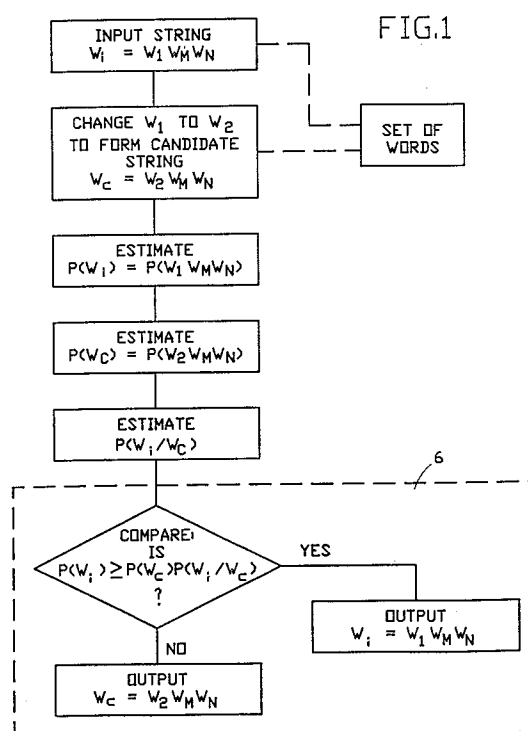 FIG.1
INPUT STRING
Wi = W1 WM WN
CHANGE W1 TO W2
TO FORM CANDIDATE
STRING
Wc = W2 WM WN
SET OF
WORDS
ESTIMATE
P(Wi) = P(W1 WM WN)
ESTIMATE
P(WC) = P(W2 WM WN)
ESTIMATE
P(Wi/WC)
6
COMPARE:
IS
P(Wi) ≥ P(Wc)P(Wi/Wc)
?
YES
NO
OUTPUT
Wi = W1 WM WN
OUTPUT
Wc = W2 WM WN